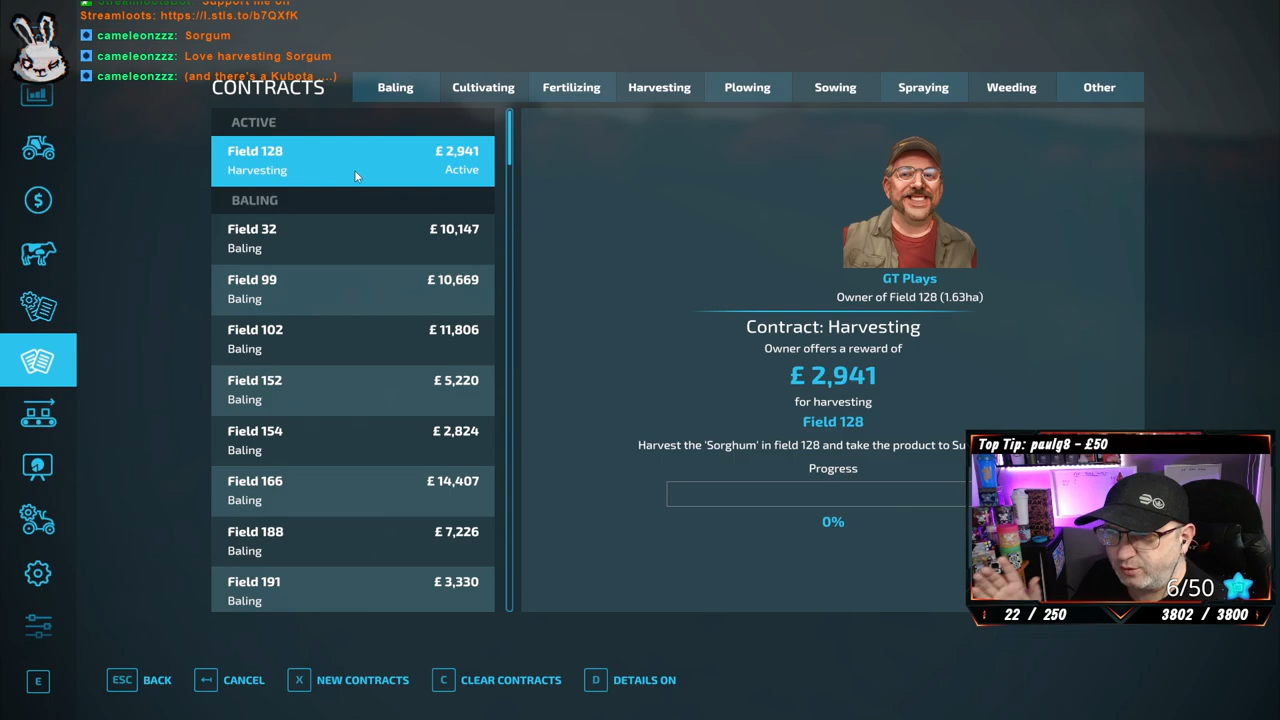 Streamloots: https://l.stls.to/b7QXfK
cameleonzzz: Sorgum
cameleonzzz: Love harvesting Sorgum
cameleonzzz: (and there's a Kubota ....)
CONTRACTS
Baling
Cultivating
Fertilizing
Harvesting
Plowing
Sowing
Spraying
Weeding
Other
ACTIVE
Field 128 £ 2,941
Harvesting Active
BALING
Field 32 £ 10,147
Baling
Field 99 £ 10,669
Baling
Field 102 £ 11,806
Baling
Field 152 £ 5,220
Baling
Field 154 £ 2,824
Baling
Field 166 £ 14,407
Baling
Field 188 £ 7,226
Baling
Field 191 £ 3,330
Baling
GT Plays
Owner of Field 128 (1.63ha)
Contract: Harvesting
Owner offers a reward of
£ 2,941
for harvesting
Field 128
Harvest the 'Sorghum' in field 128 and take the product to Su
Progress
0%
Top Tip: paulg8 - £50
6/50
22 / 250
3802 / 3800
E
ESC BACK
CANCEL
X NEW CONTRACTS
C CLEAR CONTRACTS
D DETAILS ON